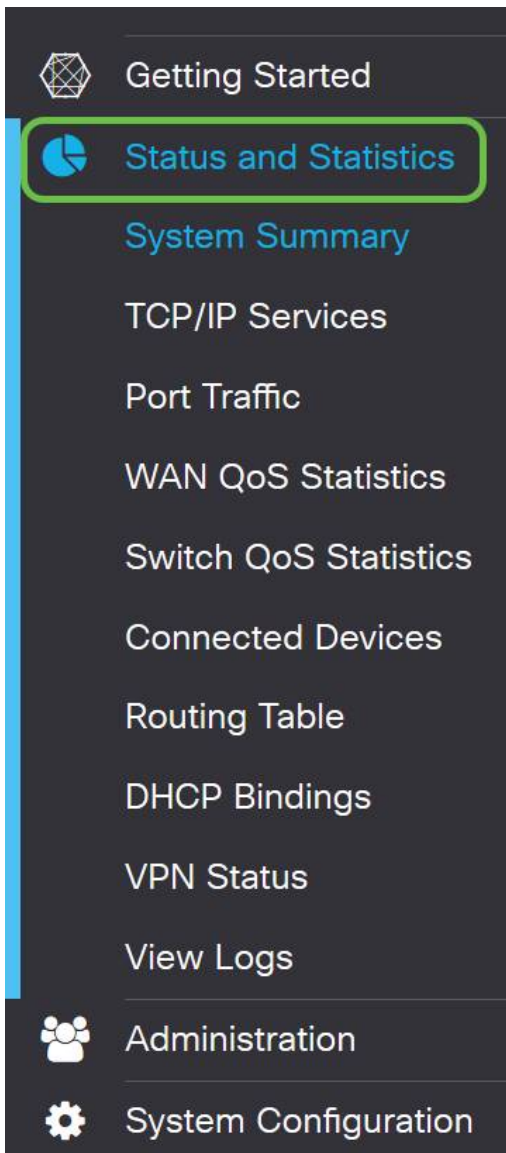 Getting Started
Status and Statistics
System Summary
TCP/IP Services
Port Traffic
WAN QoS Statistics
Switch QoS Statistics
Connected Devices
Routing Table
DHCP Bindings
VPN Status
View Logs
Administration
System Configuration